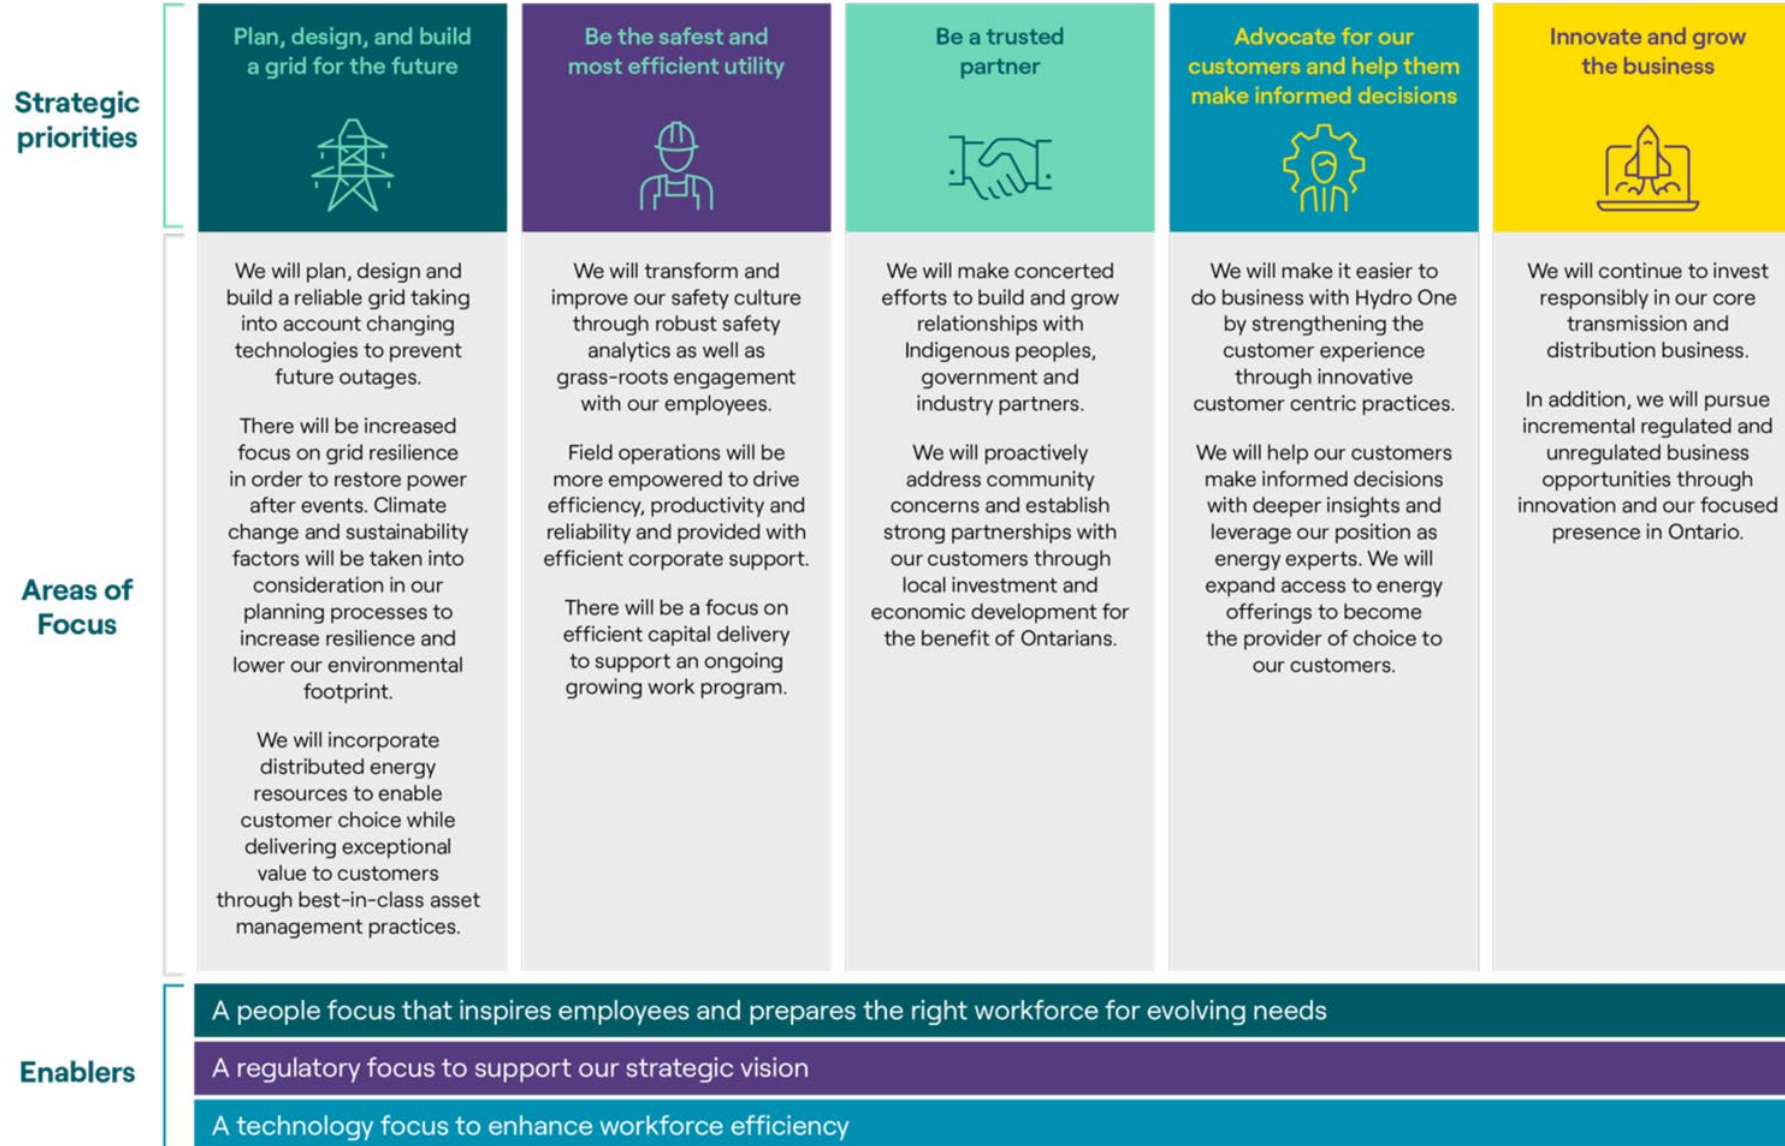 Strategic
priorities
Plan, design, and build
a grid for the future
Be the safest and
most efficient utility
Be a trusted
partner
Advocate for our
customers and help them
make informed decisions
Innovate and grow
the business
Areas of
Focus
We will plan, design and
build a reliable grid taking
into account changing
technologies to prevent
future outages.
There will be increased
focus on grid resilience
in order to restore power
after events. Climate
change and sustainability
factors will be taken into
consideration in our
planning processes to
increase resilience and
lower our environmental
footprint.
We will incorporate
distributed energy
resources to enable
customer choice while
delivering exceptional
value to customers
through best-in-class asset
management practices.
We will transform and
improve our safety culture
through robust safety
analytics as well as
grass-roots engagement
with our employees.
Field operations will be
more empowered to drive
efficiency, productivity and
reliability and provided with
efficient corporate support.
There will be a focus on
efficient capital delivery
to support an ongoing
growing work program.
We will make concerted
efforts to build and grow
relationships with
Indigenous peoples,
government and
industry partners.
We will proactively
address community
concerns and establish
strong partnerships with
our customers through
local investment and
economic development for
the benefit of Ontarians.
We will make it easier to
do business with Hydro One
by strengthening the
customer experience
through innovative
customer centric practices.
We will help our customers
make informed decisions
with deeper insights and
leverage our position as
energy experts. We will
expand access to energy
offerings to become
the provider of choice to
our customers.
We will continue to invest
responsibly in our core
transmission and
distribution business.
In addition, we will pursue
incremental regulated and
unregulated business
opportunities through
innovation and our focused
presence in Ontario.
Enablers
A people focus that inspires employees and prepares the right workforce for evolving needs
A regulatory focus to support our strategic vision
A technology focus to enhance workforce efficiency